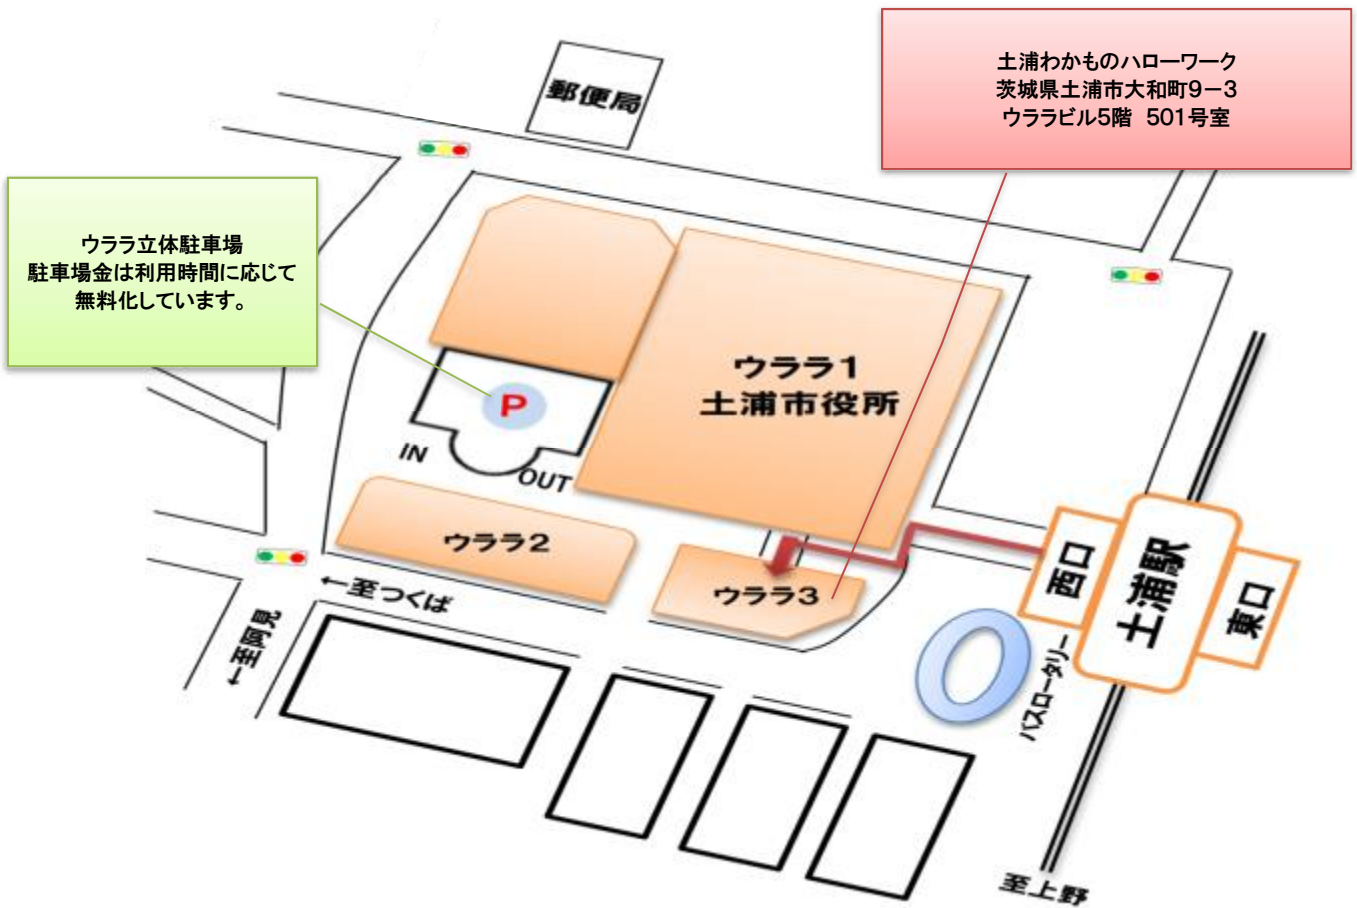 土浦わかものハローワーク
茨城県土浦市大和町9－3
ウララビル5階 501号室
郵便局
ウララ立体駐車場
駐車場金は利用時間に応じて
無料化しています。
ウララ1
土浦市役所
P
IN
OUT
ウララ2
ウララ3
←至つくば
←至阿見
西口
土浦駅
東口
バスロータリー
至上野